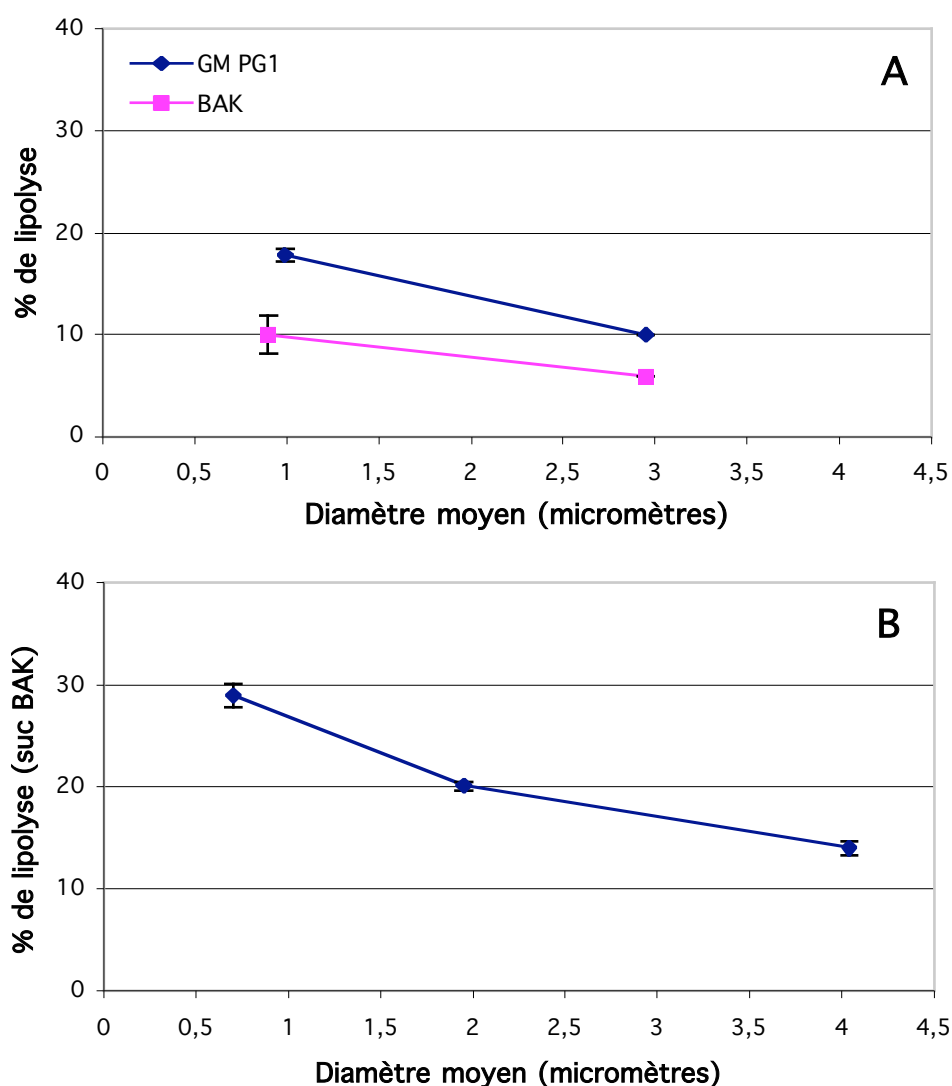 40
GM PG1
A
BAK
30
% de lipolyse
20
10
0
0 0,5 1 1,5 2 2,5 3 3,5 4 4,5
Diamètre moyen (micromètres)
40
B
30
% de lipolyse (suc BAK)
20
10
0
0 0,5 1 1,5 2 2,5 3 3,5 4 4,5
Diamètre moyen (micromètres)